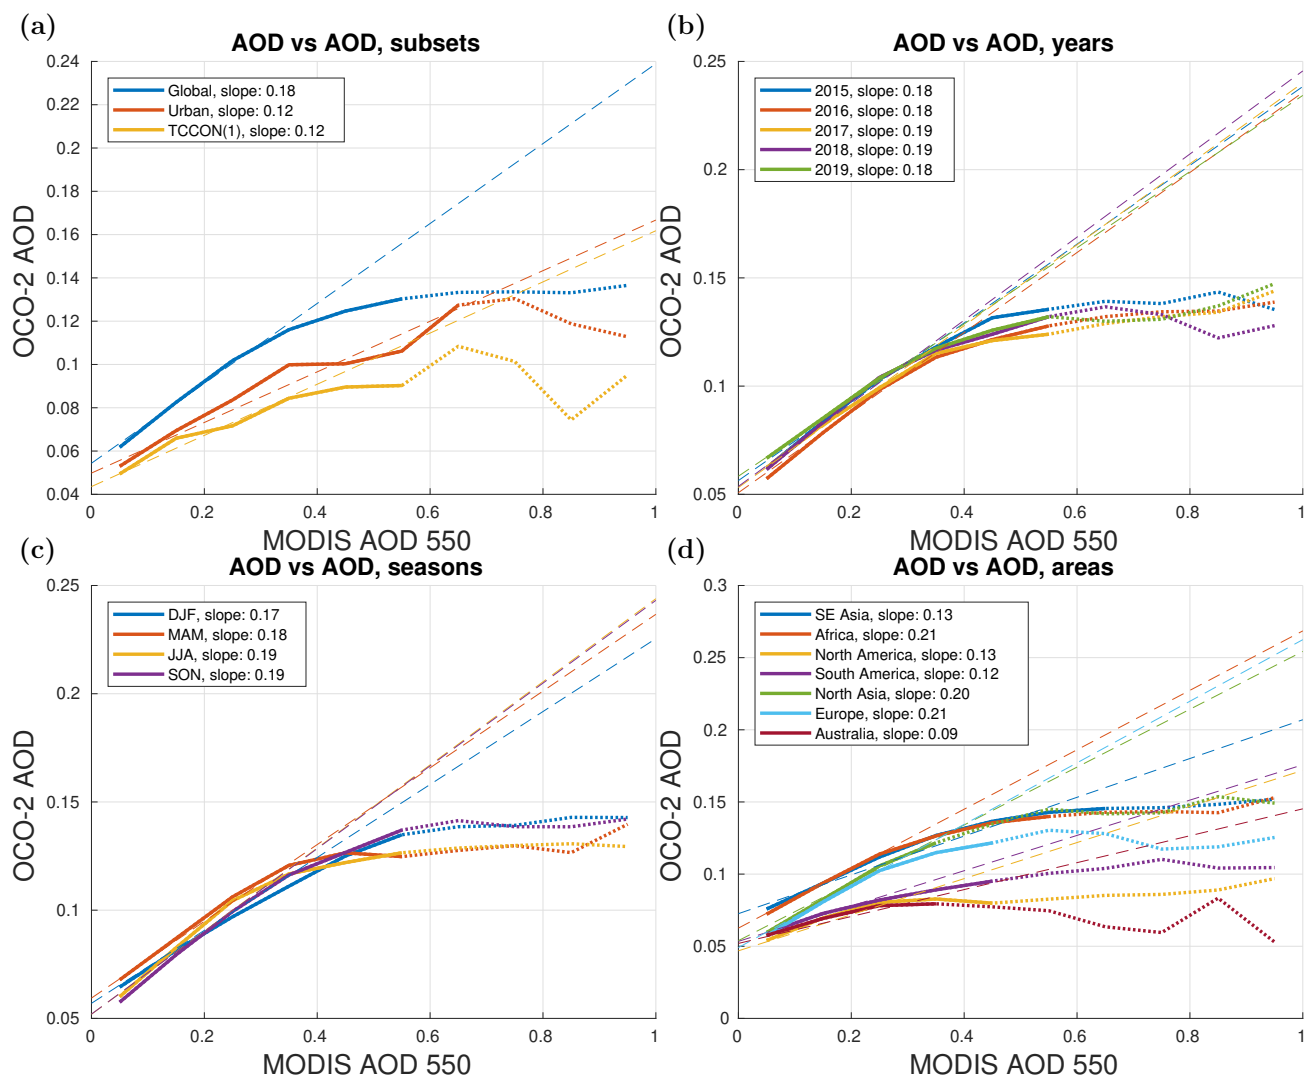 (a)
AOD vs AOD, subsets
0.24
0.22
0.2
0.18
0.16
0.14
0.12
0.1
0.08
0.06
0.04
OCO-2 AOD
Global, slope: 0.18
Urban, slope: 0.12
TCCON(1), slope: 0.12
0 0.2 0.4 0.6 0.8 1
MODIS AOD 550
(b)
AOD vs AOD, years
0.25
0.2
0.15
0.1
0.05
OCO-2 AOD
2015, slope: 0.18
2016, slope: 0.18
2017, slope: 0.19
2018, slope: 0.19
2019, slope: 0.18
0 0.2 0.4 0.6 0.8 1
MODIS AOD 550
(c)
AOD vs AOD, seasons
0.25
0.2
0.15
0.1
0.05
OCO-2 AOD
DJF, slope: 0.17
MAM, slope: 0.18
JJA, slope: 0.19
SON, slope: 0.19
0 0.2 0.4 0.6 0.8 1
MODIS AOD 550
(d)
AOD vs AOD, areas
0.3
0.25
0.2
0.15
0.1
0.05
0
OCO-2 AOD
SE Asia, slope: 0.13
Africa, slope: 0.21
North America, slope: 0.13
South America, slope: 0.12
North Asia, slope: 0.20
Europe, slope: 0.21
Australia, slope: 0.09
0 0.2 0.4 0.6 0.8 1
MODIS AOD 550